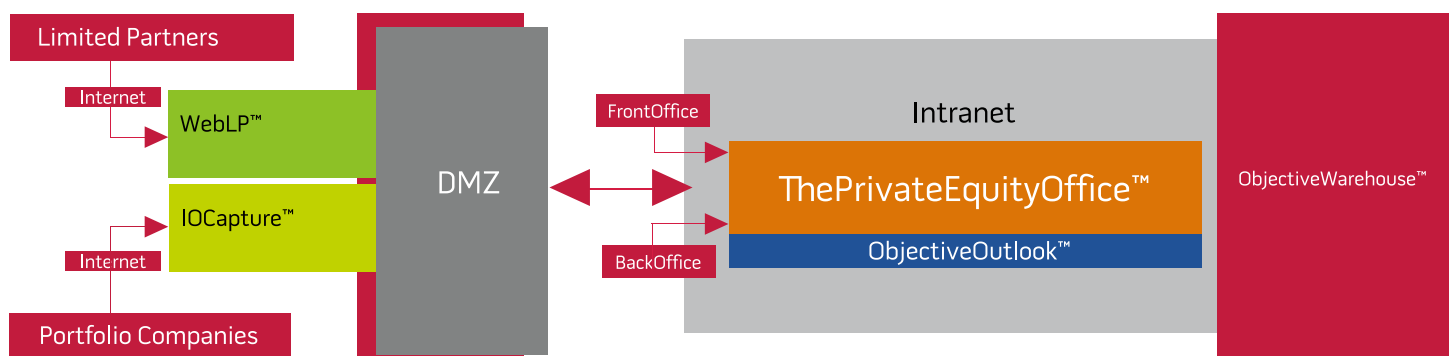 Limited Partners
Internet
WebLP™
IOCapture™
Internet
Portfolio Companies
DMZ
FrontOffice
BackOffice
Intranet
ThePrivateEquityOffice™
ObjectiveOutlook™
ObjectiveWarehouse™